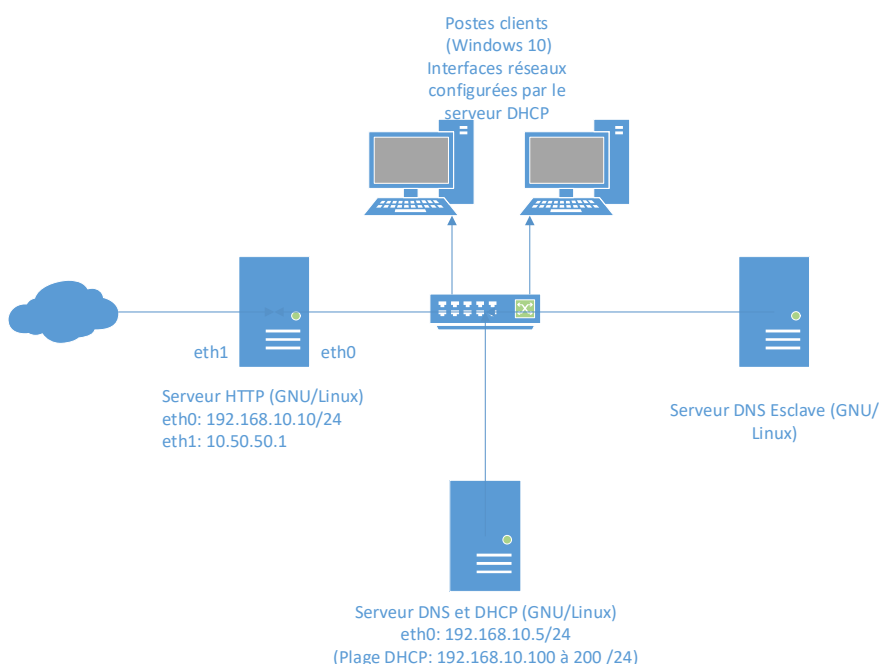 Postes clients
(Windows 10)
Interfaces réseaux
configurées par le
serveur DHCP
eth1
eth0
Serveur HTTP (GNU/Linux)
eth0: 192.168.10.10/24
eth1: 10.50.50.1
Serveur DNS Esclave (GNU/
Linux)
Serveur DNS et DHCP (GNU/Linux)
eth0: 192.168.10.5/24
(Plage DHCP: 192.168.10.100 à 200 /24)